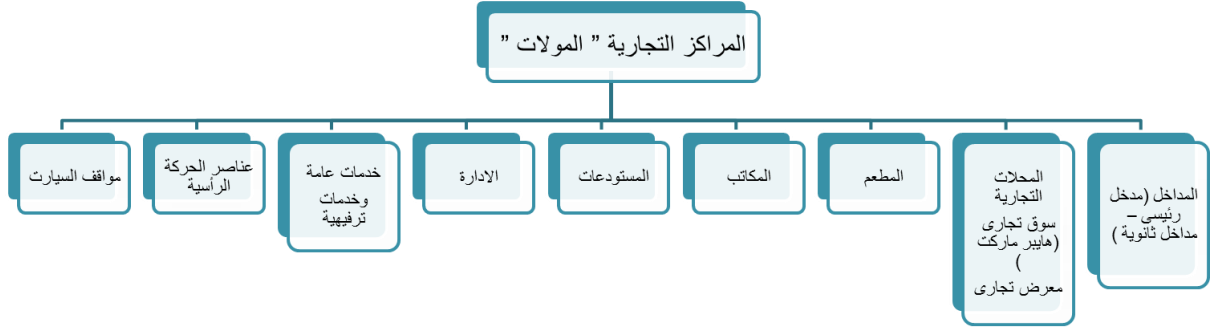 المراكز التجارية ” المولات ”
المداخل (مدخل
رئيسى –
مداخل ثانوية )
المحلات
التجارية
سوق تجارى
(هايبر ماركت
)
معرض تجارى
المطعم
المكاتب
المستودعات
الادارة
خدمات عامة
وخدمات
ترفيهية
عناصر الحركة
الرأسية
مواقف السيارت